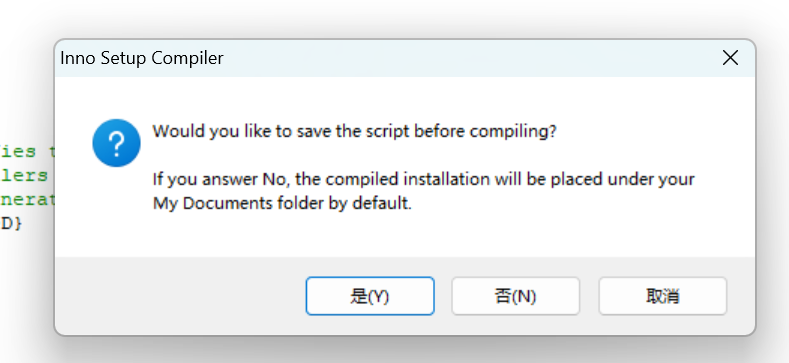 Inno Setup Compiler
Would you like to save the script before compiling?
If you answer No, the compiled installation will be placed under your
My Documents folder by default.
ies t
lers
nerat
D}
是(Y)
否(N)
取消